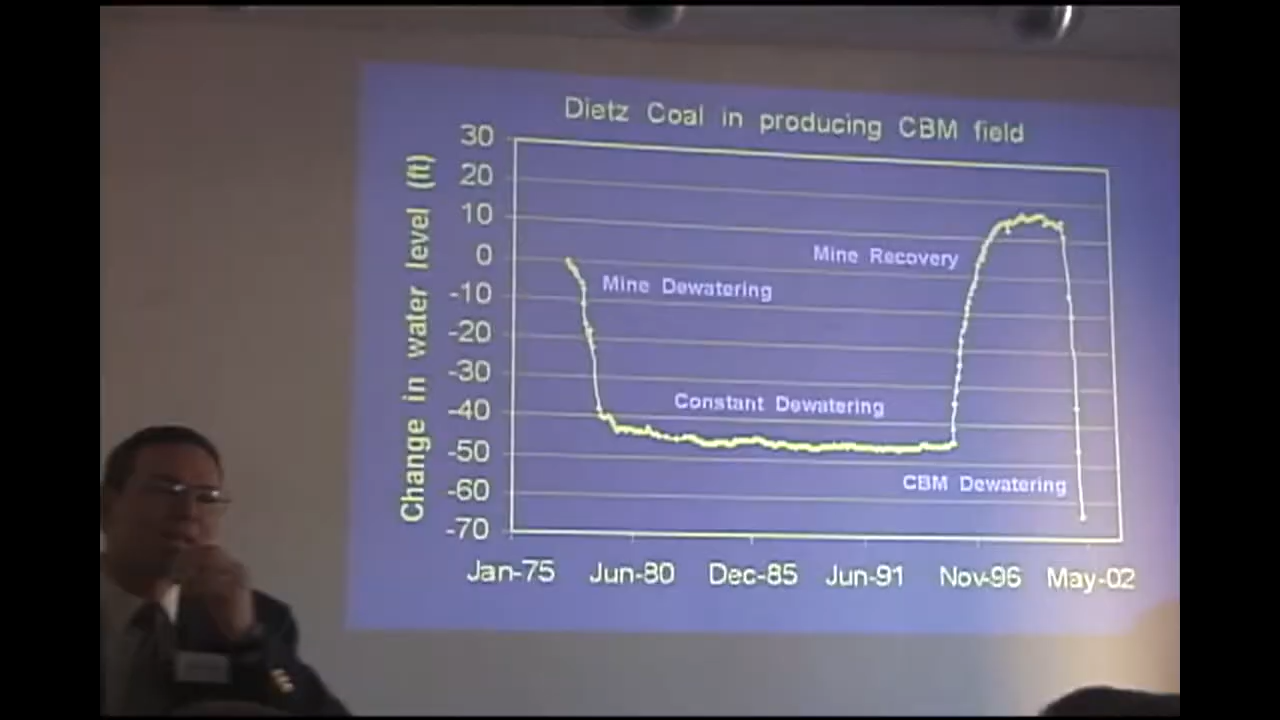 Dietz Coal in producing CBM field
Change in water level (ft)
30
20
10
0
-10
-20
-30
-40
-50
-60
-70
Mine Dewatering
Mine Recovery
Constant Dewatering
CBM Dewatering
Jan-75 Jun-80 Dec-85 Jun-91 Nov-96 May-02